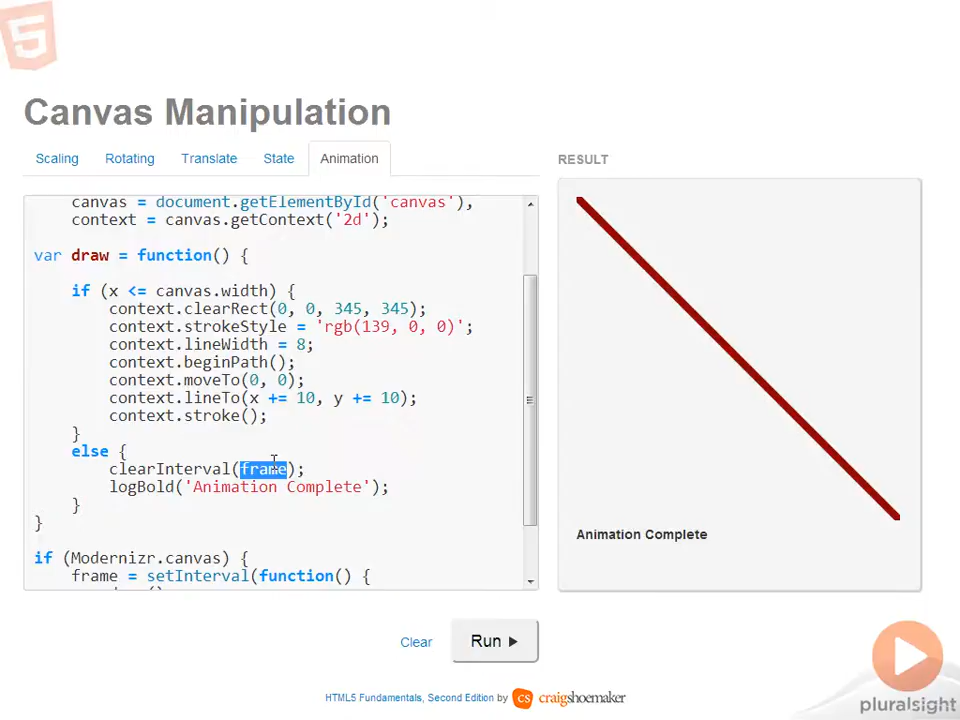 5
Canvas Manipulation
Scaling Rotating Translate State Animation
RESULT
canvas = document.getElementById('canvas'),
context = canvas.getContext('2d');
var draw = function() {
if (x <= canvas.width) {
context.clearRect(0, 0, 345, 345);
context.strokeStyle = 'rgb(139, 0, 0)';
context.lineWidth = 8;
context.beginPath();
context.moveTo(0, 0);
context.lineTo(x += 10, y += 10);
context.stroke();
}
else {
clearInterval(frame);
logBold('Animation Complete');
}
}
if (Modernizr.canvas) {
frame = setInterval(function() {
Animation Complete
Clear Run
HTML5 Fundamentals, Second Edition by cs craigshoemaker
pluralsight